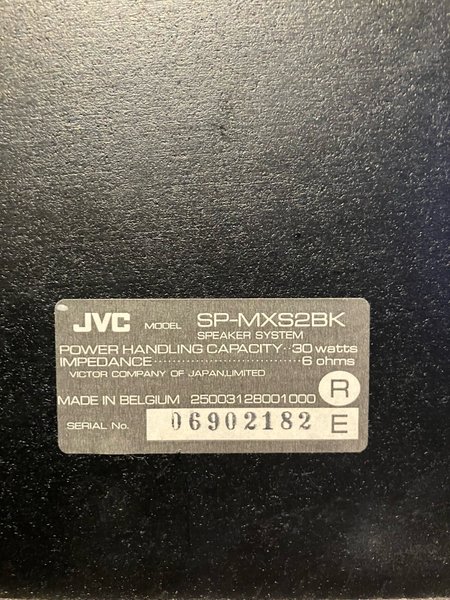 JVC MODEL SP-MXS2BK
SPEAKER SYSTEM
POWER HANDLING CAPACITY··30 watts
IMPEDANCE························6 ohms
VICTOR COMPANY OF JAPAN,LIMITED
R
MADE IN BELGIUM 25003128001000
SERIAL No. 06902182 E